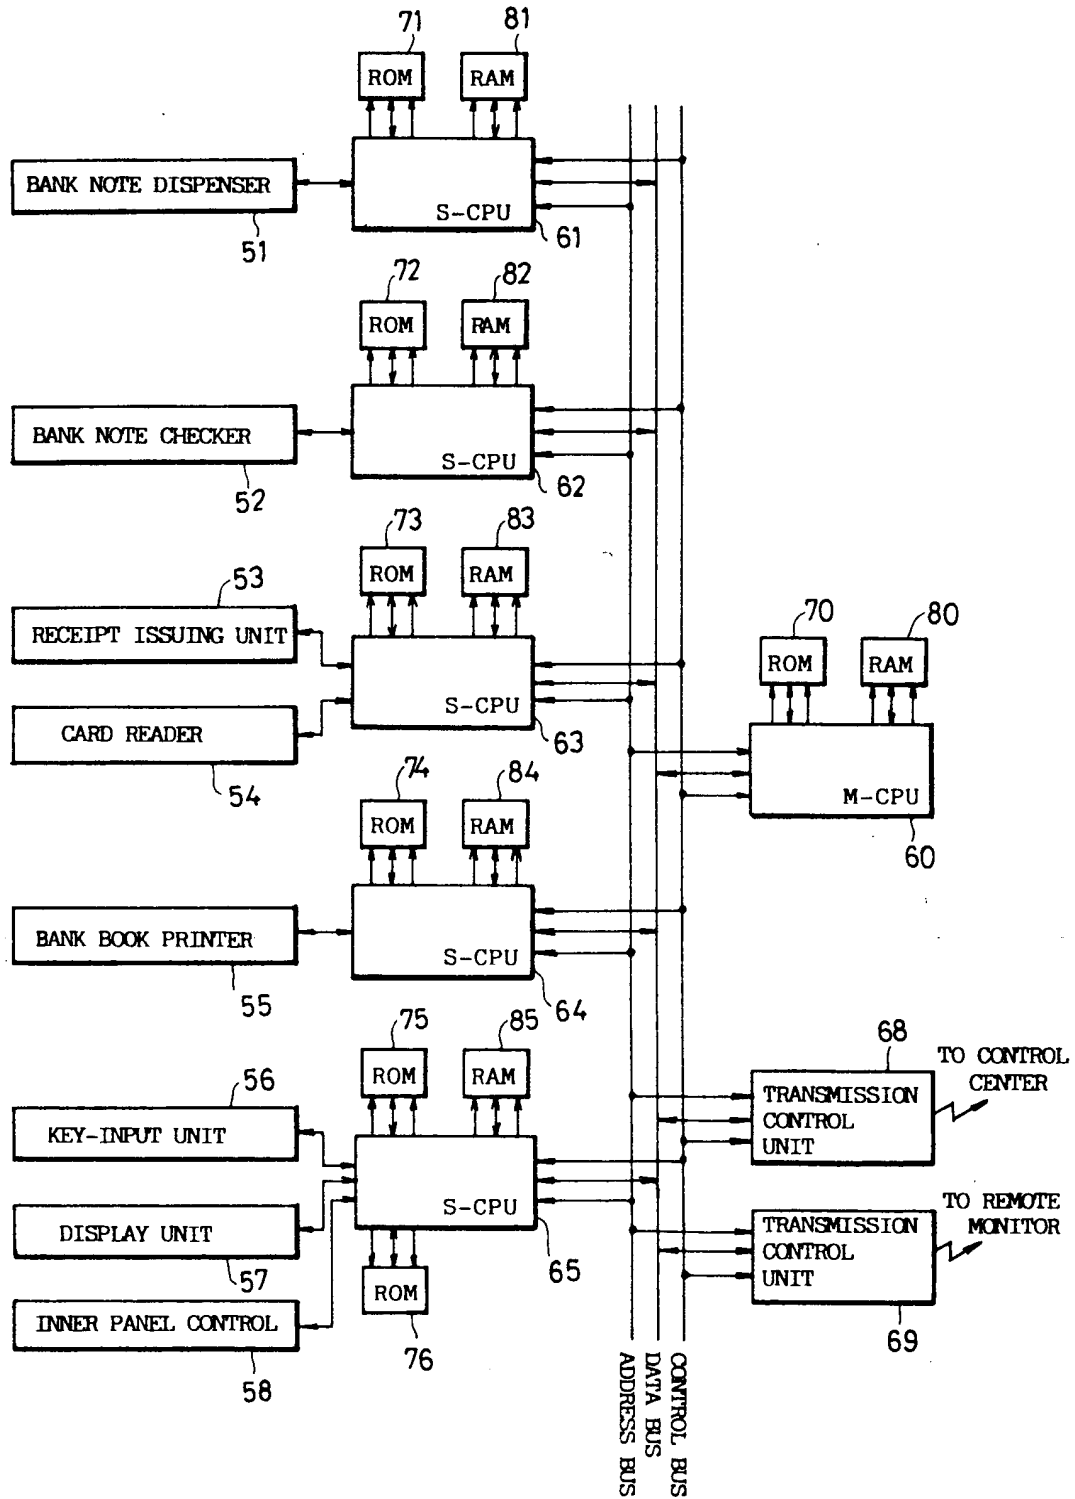 71
81
ROM
RAM
BANK NOTE DISPENSER
S-CPU
51
61
72
82
ROM
RAM
BANK NOTE CHECKER
S-CPU
52
62
73
83
ROM
RAM
53
RECEIPT ISSUING UNIT
S-CPU
CARD READER
54
63
70
80
ROM
RAM
M-CPU
60
74
84
ROM
RAM
BANK BOOK PRINTER
S-CPU
55
64
75
85
ROM
RAM
56
KEY-INPUT UNIT
S-CPU
DISPLAY UNIT
57
65
ROM
INNER PANEL CONTROL
76
58
68
TO CONTROL
CENTER
TRANSMISSION
CONTROL
UNIT
TO REMOTE
MONITOR
TRANSMISSION
CONTROL
UNIT
69
ADDRESS BUS
DATA BUS
CONTROL BUS